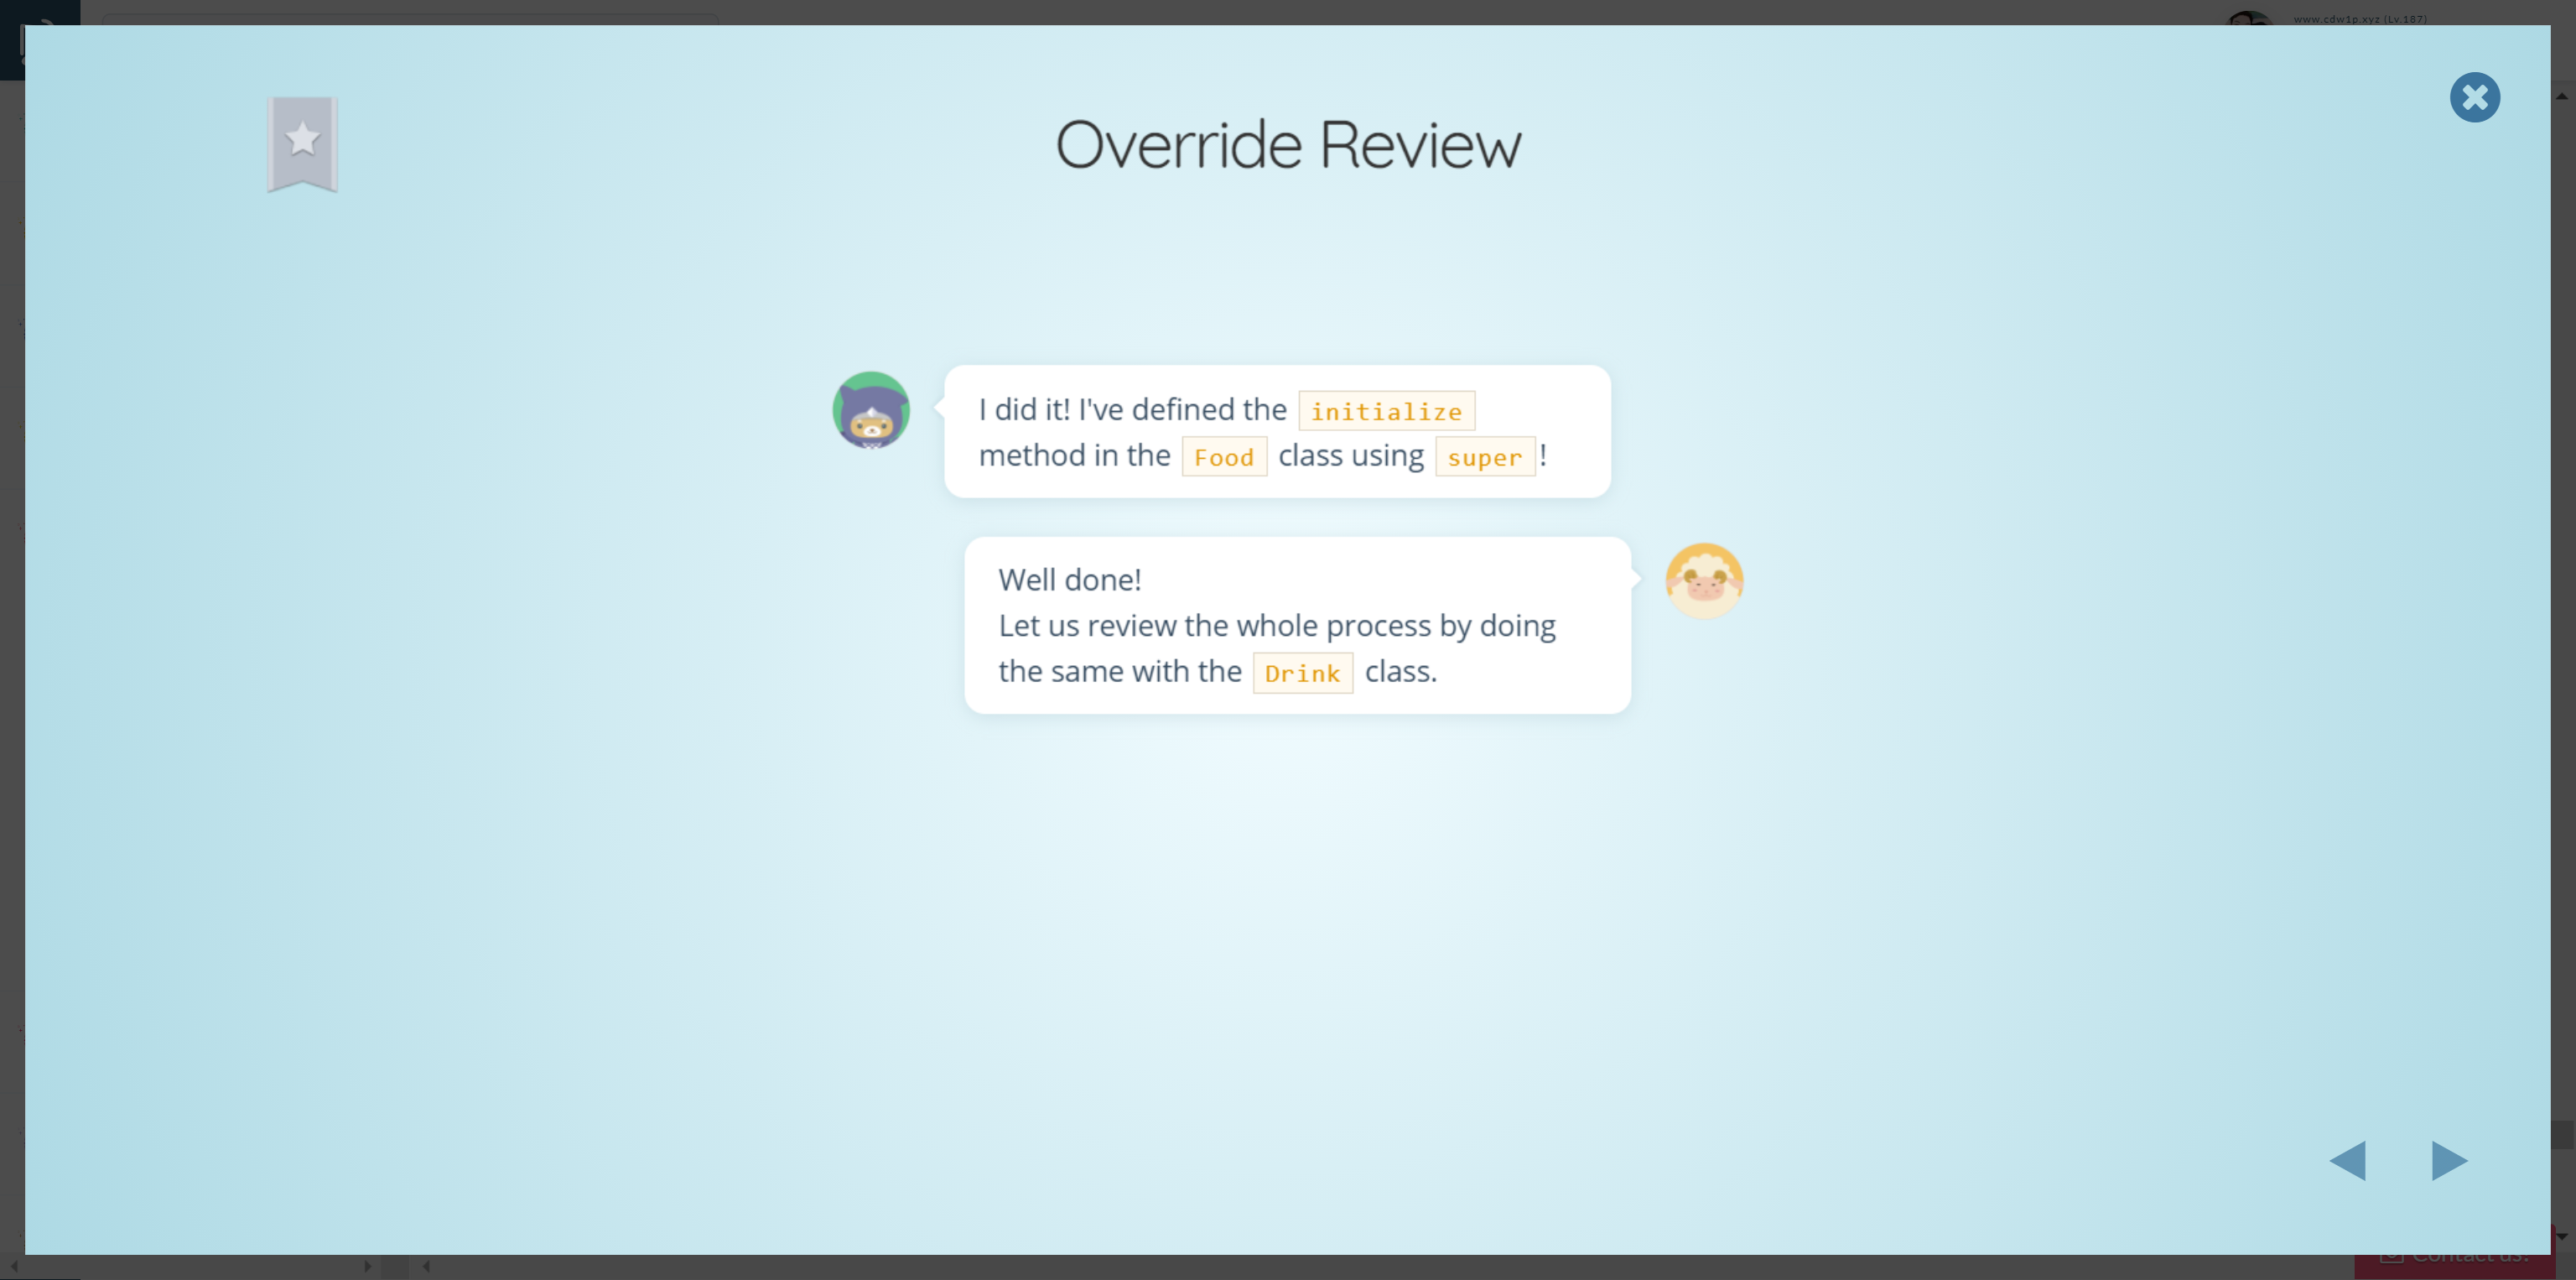 www.cdw1p.xyz (Lv.187)
Override Review
I did it! I've defined the initialize
method in the Food class using super !
Well done!
Let us review the whole process by doing
the same with the Drink class.
Contact us!